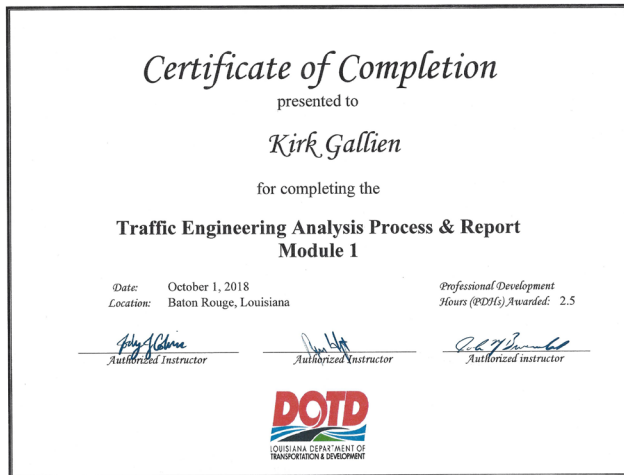 Certificate of Completion
presented to
Kirk Gallien
for completing the
Traffic Engineering Analysis Process & Report
Module 1
Date: October 1, 2018
Location: Baton Rouge, Louisiana
Professional Development
Hours (PDHs) Awarded: 2.5
Authorized Instructor
Authorized Instructor
Authorized instructor
DOTD
LOUISIANA DEPARTMENT OF
TRANSPORTATION & DEVELOPMENT